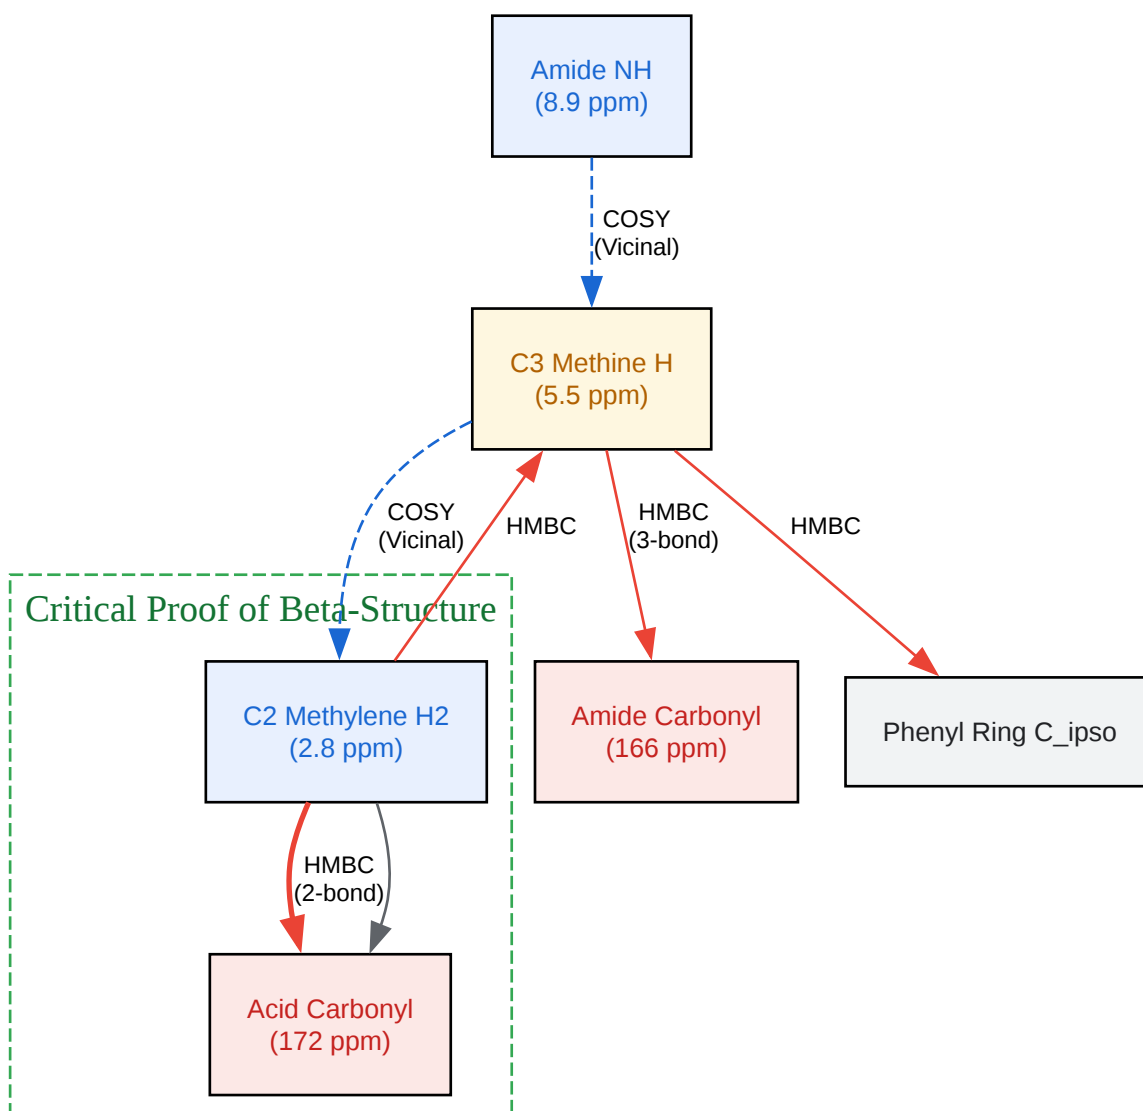 Amide NH
(8.9 ppm)
COSY
(Vicinal)
C3 Methine H
(5.5 ppm)
COSY
(Vicinal)
HMBC
HMBC
(3-bond)
HMBC
Critical Proof of Beta-Structure
C2 Methylene H2
(2.8 ppm)
Amide Carbonyl
(166 ppm)
Phenyl Ring C_ipso
HMBC
(2-bond)
Acid Carbonyl
(172 ppm)